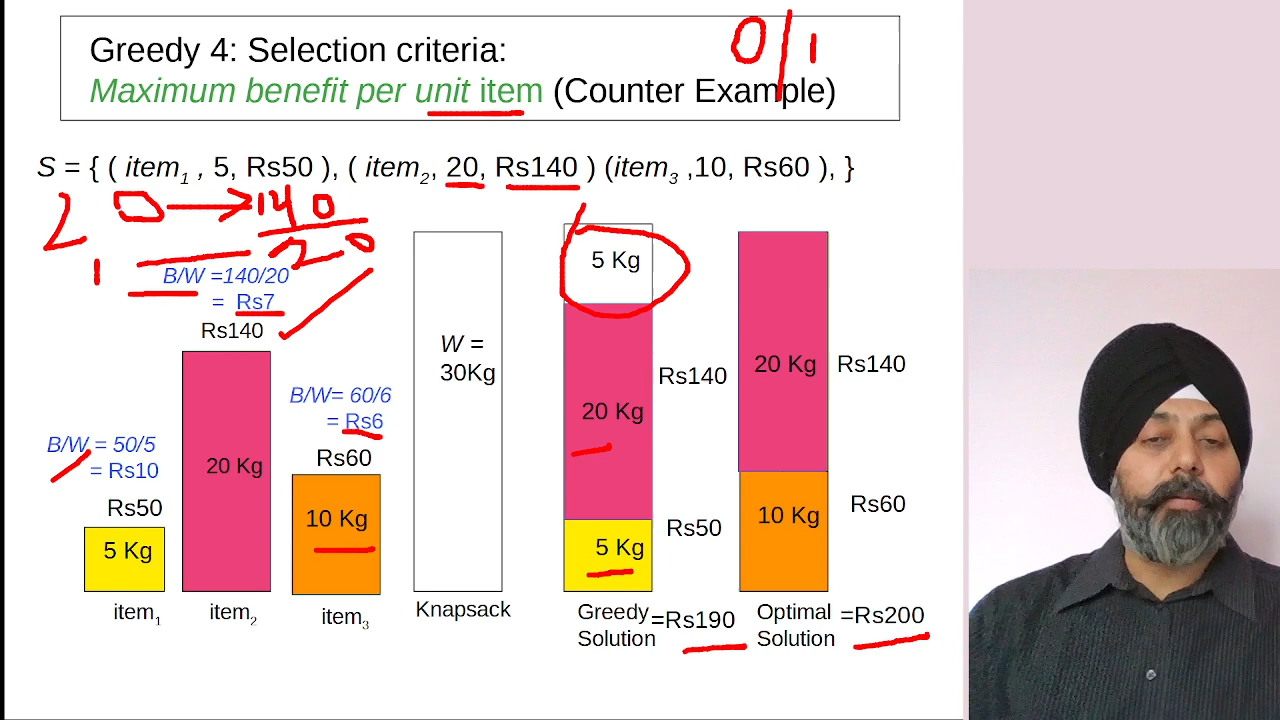 0/1
Greedy 4: Selection criteria:
Maximum benefit per unit item (Counter Example)
S = { ( item1 , 5, Rs50 ), ( item2, 20, Rs140 ) (item3 ,10, Rs60 ), }
20 → 140
20
1
B/W =140/20
= Rs7
Rs140
20 Kg
item2
B/W = 50/5
= Rs10
Rs50
5 Kg
item1
B/W= 60/6
= Rs6
Rs60
10 Kg
item3
W =
30Kg
Knapsack
5 Kg
20 Kg
Rs140
5 Kg
Rs50
Greedy
Solution
=Rs190
20 Kg
Rs140
10 Kg
Rs60
Optimal
Solution
=Rs200